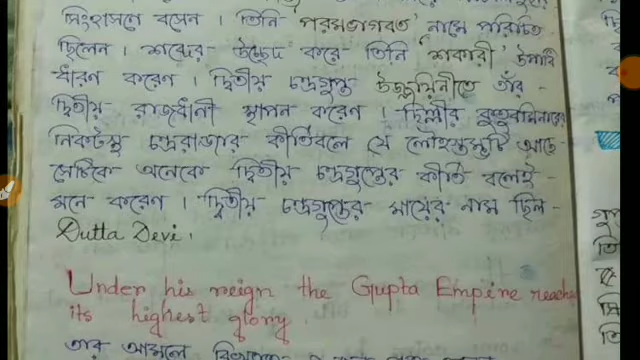 সিংহাসনে বসেন । তিনি 'পরমভাগবত' নামে পরিচিত
ছিলেন । শকদের উচ্ছেদ করে তিনি 'শকারী' উপাধি
ধারণ করেন । দ্বিতীয় চন্দ্রগুপ্ত উজ্জয়িনীতে তাঁর
দ্বিতীয় রাজধানী স্থাপন করেন । দিল্লীর কুতুবমিনারের
নিকটস্থ চন্দ্ররাজার কীর্তিবলে যে লৌহস্তম্ভটি আছে
সেটিকে অনেকে দ্বিতীয় চন্দ্রগুপ্তের কীর্তি বলেই
মনে করেন । দ্বিতীয় চন্দ্রগুপ্তের মায়ের নাম ছিল-
Dutta Devi.
Under his reign the Gupta Empire reach
its highest glory.
তার আমলে